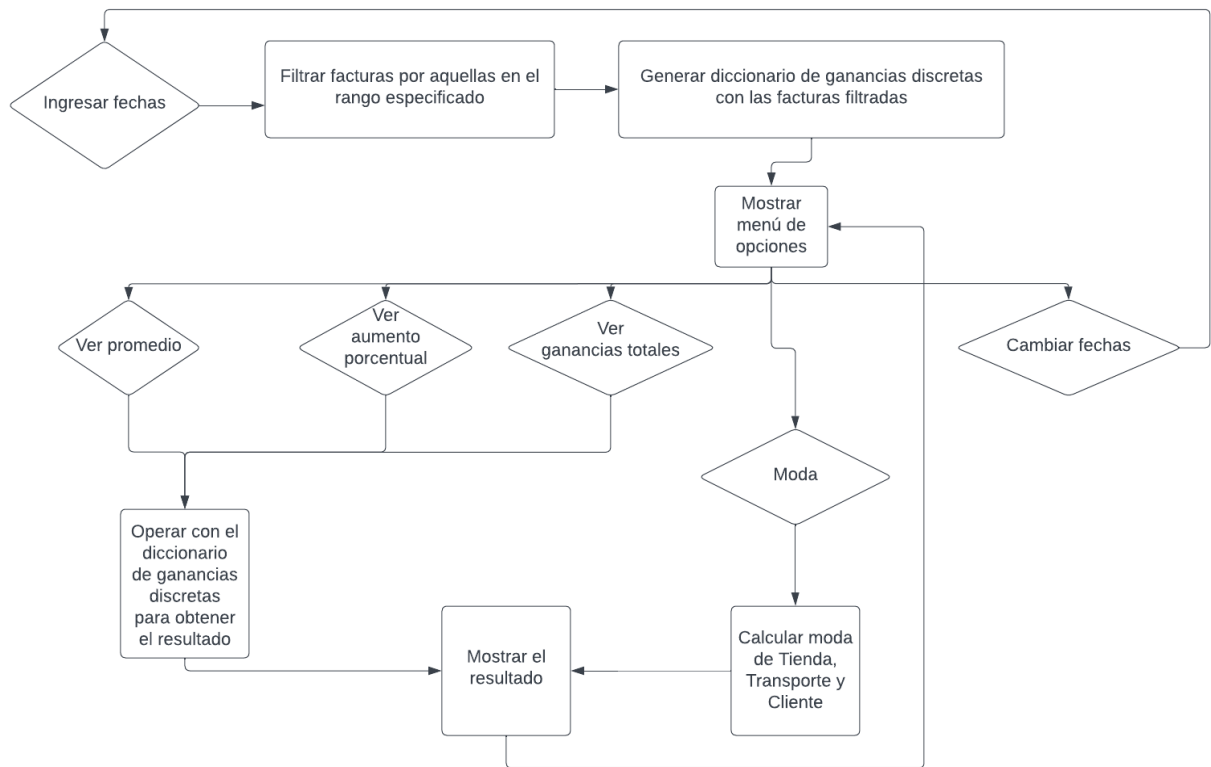 Ingresar fechas
Filtrar facturas por aquellas en el
rango especificado
Generar diccionario de ganancias discretas
con las facturas filtradas
Mostrar
menú de
opciones
Ver promedio
Ver
aumento
porcentual
Ver
ganancias totales
Cambiar fechas
Moda
Operar con el
diccionario
de ganancias
discretas
para obtener
el resultado
Mostrar el
resultado
Calcular moda
de Tienda,
Transporte y
Cliente